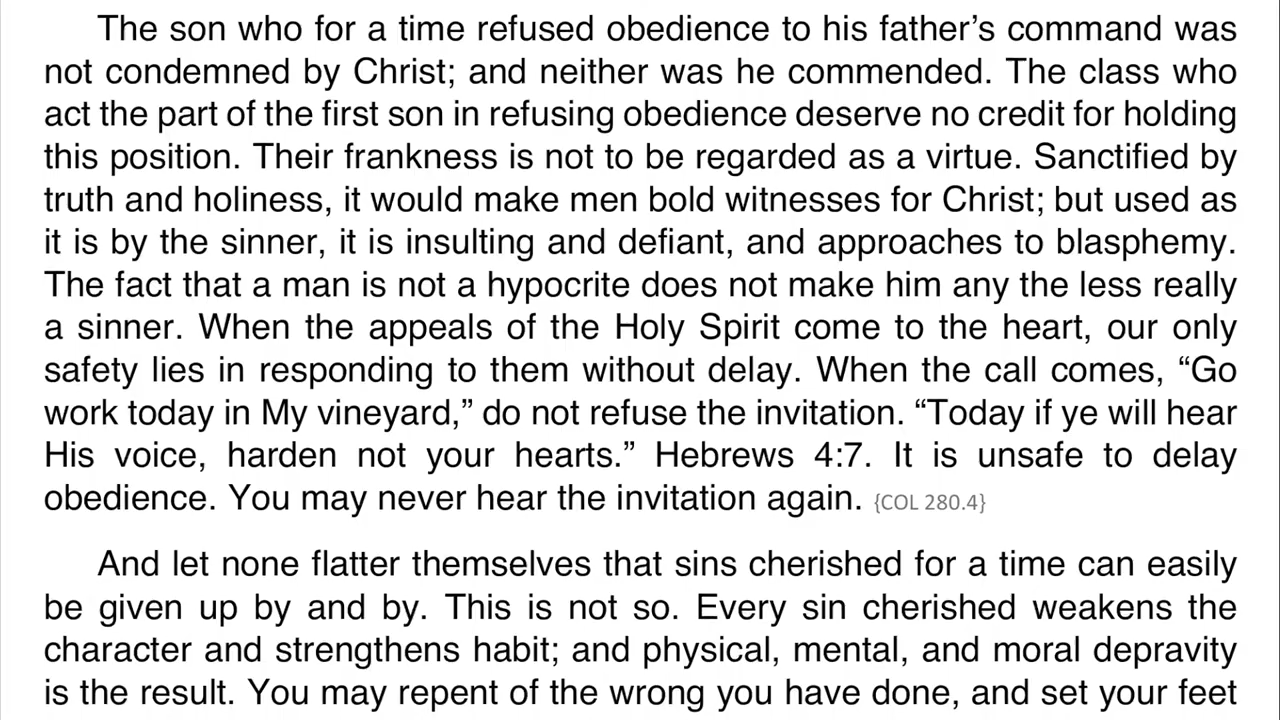 The son who for a time refused obedience to his father’s command was
not condemned by Christ; and neither was he commended. The class who
act the part of the first son in refusing obedience deserve no credit for holding
this position. Their frankness is not to be regarded as a virtue. Sanctified by
truth and holiness, it would make men bold witnesses for Christ; but used as
it is by the sinner, it is insulting and defiant, and approaches to blasphemy.
The fact that a man is not a hypocrite does not make him any the less really
a sinner. When the appeals of the Holy Spirit come to the heart, our only
safety lies in responding to them without delay. When the call comes, “Go
work today in My vineyard,” do not refuse the invitation. “Today if ye will hear
His voice, harden not your hearts.” Hebrews 4:7. It is unsafe to delay
obedience. You may never hear the invitation again. {COL 280.4}
And let none flatter themselves that sins cherished for a time can easily
be given up by and by. This is not so. Every sin cherished weakens the
character and strengthens habit; and physical, mental, and moral depravity
is the result. You may repent of the wrong you have done, and set your feet